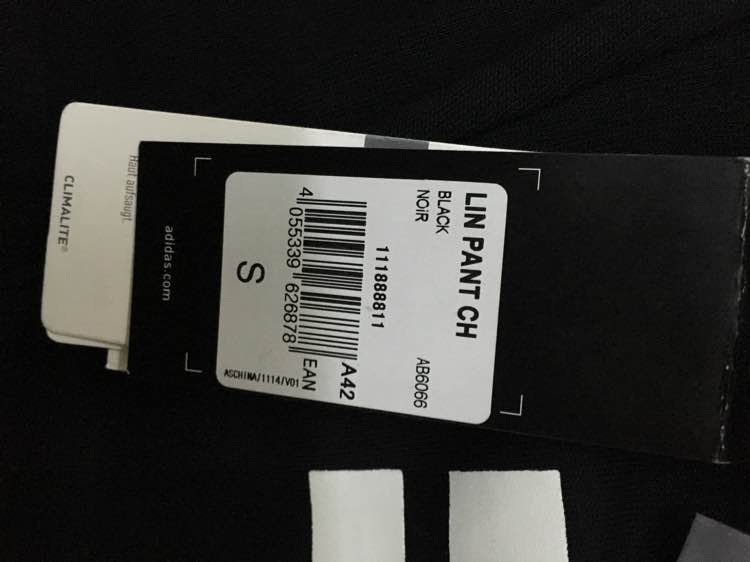 LIN PANT CH
BLACK
NOiR
AB6066
111888811
A42
4 055339 626878
EAN
S
ASCHINA/1114/V01
adidas.com
Haut aufsaugt.
CLIMALITE®